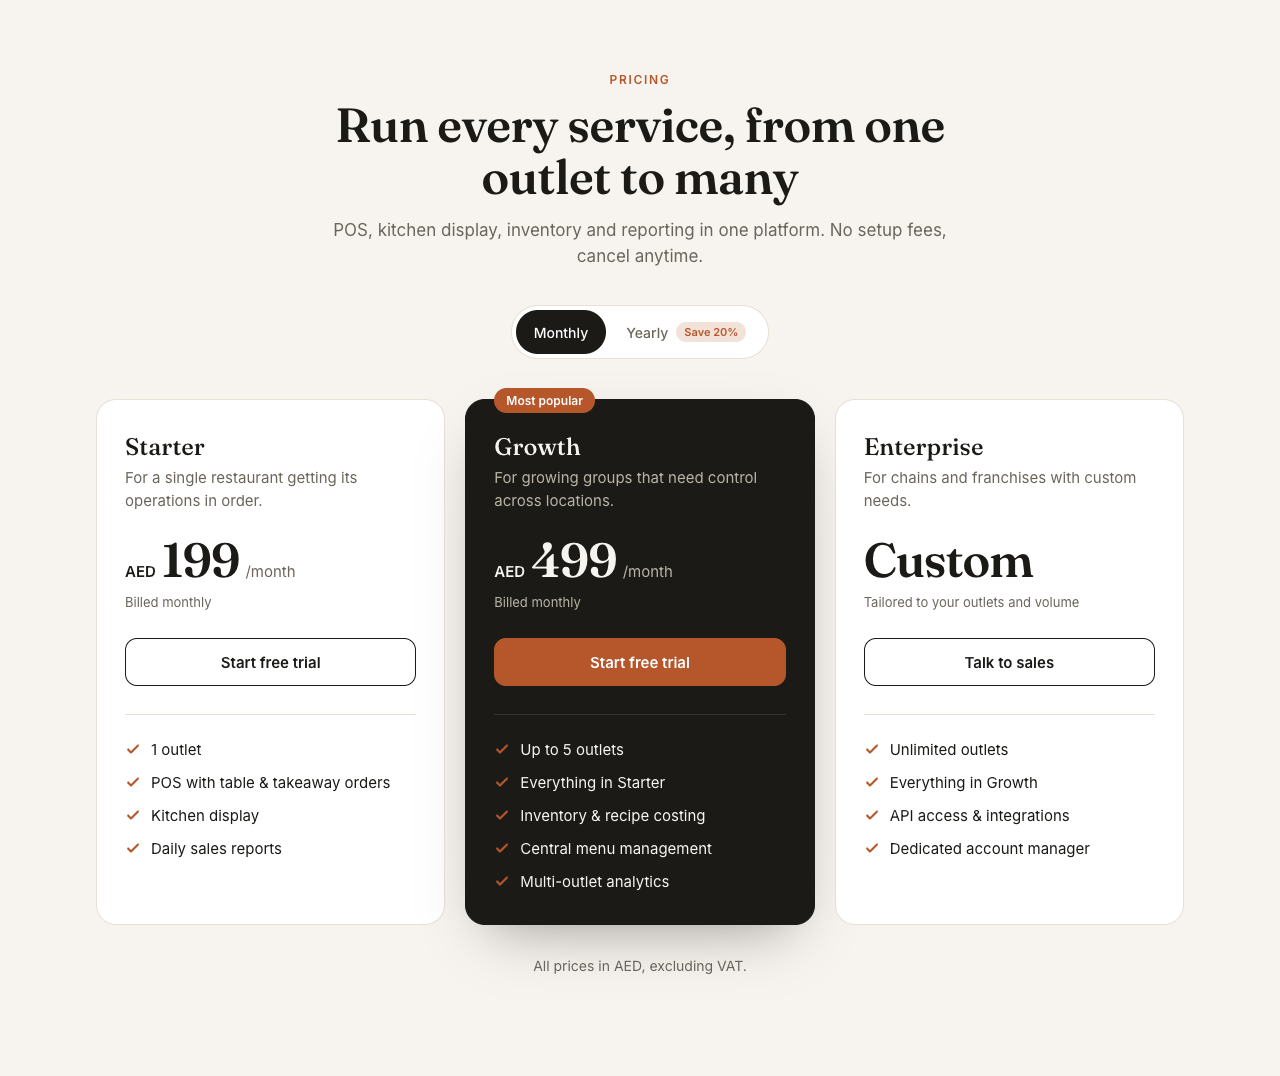 PRICING
Run every service, from one
outlet to many
POS, kitchen display, inventory and reporting in one platform. No setup fees,
cancel anytime.
Monthly
Yearly Save 20%
Starter
For a single restaurant getting its
operations in order.
AED 199 /month
Billed monthly
Start free trial
1 outlet
POS with table & takeaway orders
Kitchen display
Daily sales reports
Most popular
Growth
For growing groups that need control
across locations.
AED 499 /month
Billed monthly
Start free trial
Up to 5 outlets
Everything in Starter
Inventory & recipe costing
Central menu management
Multi-outlet analytics
Enterprise
For chains and franchises with custom
needs.
Custom
Tailored to your outlets and volume
Talk to sales
Unlimited outlets
Everything in Growth
API access & integrations
Dedicated account manager
All prices in AED, excluding VAT.